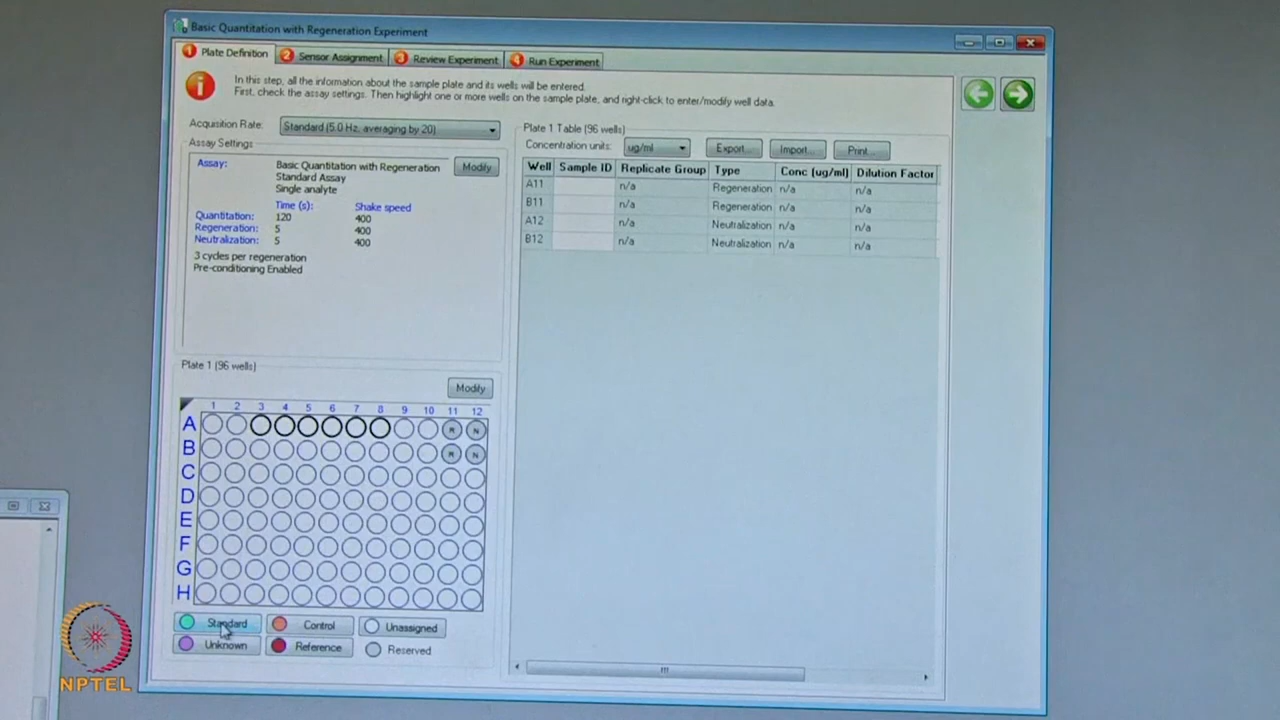 Basic Quantitation with Regeneration Experiment
1 Plate Definition 2 Sensor Assignment 3 Review Experiment 4 Run Experiment
In this step, all the information about the sample plate and its wells will be entered.
First, check the assay settings. Then highlight one or more wells on the sample plate, and right-click to enter/modify well data.
Acquisition Rate: Standard (5.0 Hz, averaging by 20)
Assay Settings
Assay: Basic Quantitation with Regeneration Modify
Standard Assay
Single analyte
Time (s): Shake speed
Quantitation: 120 400
Regeneration: 5 400
Neutralization: 5 400
3 cycles per regeneration
Pre-conditioning Enabled
Plate 1 (96 wells)
Modify
1 2 3 4 5 6 7 8 9 10 11 12
A R N
B R N
C
D
E
F
G
H
Standard Control Unassigned
Unknown Reference Reserved
Plate 1 Table (96 wells)
Concentration units: ug/ml Export... Import... Print...
Well Sample ID Replicate Group Type Conc (ug/ml) Dilution Factor
A11 n/a Regeneration n/a n/a
B11 n/a Regeneration n/a n/a
A12 n/a Neutralization n/a n/a
B12 n/a Neutralization n/a n/a
NPTEL